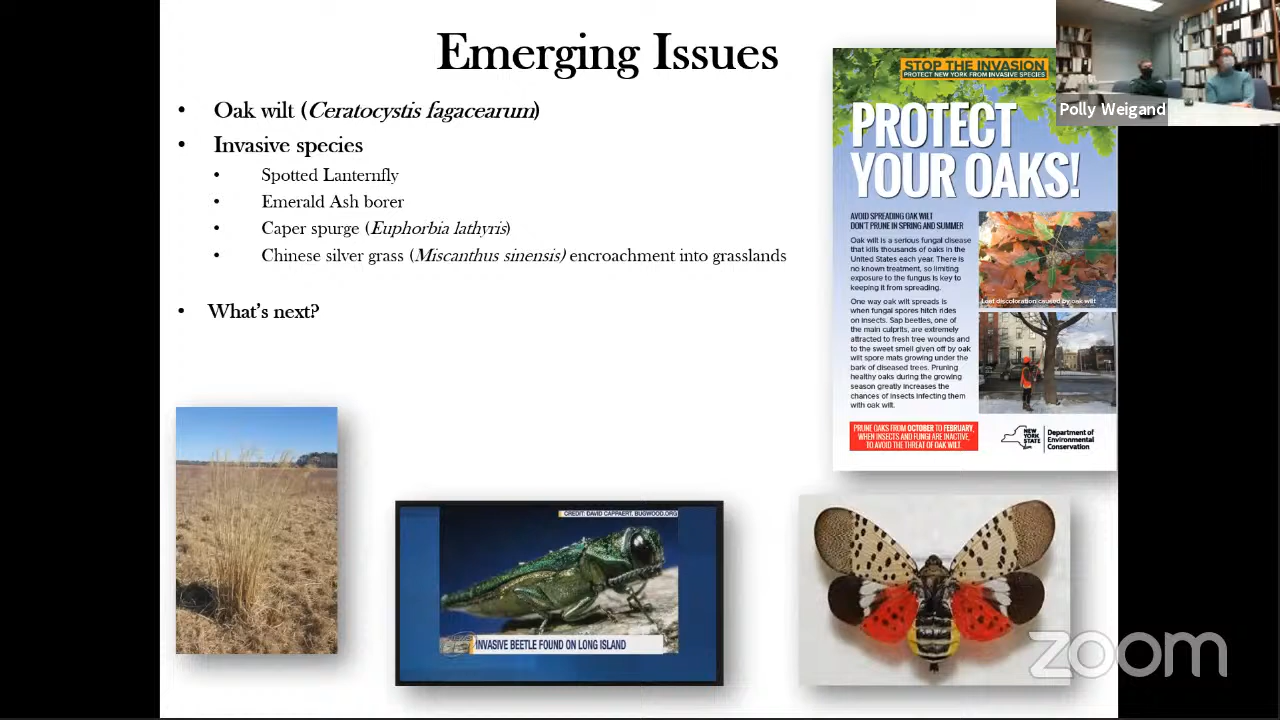 Emerging Issues
• Oak wilt (Ceratocystis fagacearum)
• Invasive species
• Spotted Lanternfly
• Emerald Ash borer
• Caper spurge (Euphorbia lathyris)
• Chinese silver grass (Miscanthus sinensis) encroachment into grasslands
• What's next?
STOP THE INVASION
PROTECT NEW YORK FROM INVASIVE SPECIES
PROTECT
YOUR OAKS!
AVOID SPREADING OAK WILT
DON'T PRUNE IN SPRING AND SUMMER
Oak wilt is a serious fungal disease
that kills thousands of oaks in the
United States each year. There is
no known treatment, so limiting
exposure to the fungus is key to
keeping it from spreading.
One way oak wilt spreads is
when fungal spores hitch rides
on insects. Sap beetles, one of
the main culprits, are extremely
attracted to fresh tree wounds and
to the sweet smell given off by oak
wilt spore mats growing under the
bark of diseased trees. Pruning
healthy oaks during the growing
season greatly increases the
chances of insects infecting them
with oak wilt.
Leaf discoloration caused by oak wilt
PRUNE OAKS FROM OCTOBER TO FEBRUARY,
WHEN INSECTS AND FUNGI ARE INACTIVE,
TO AVOID THE THREAT OF OAK WILT.
NEW
YORK
STATE
Department of
Environmental
Conservation
Polly Weigand
CREDIT: DAVID CAPPAERT, BUGWOOD.ORG
INVASIVE BEETLE FOUND ON LONG ISLAND
zoom